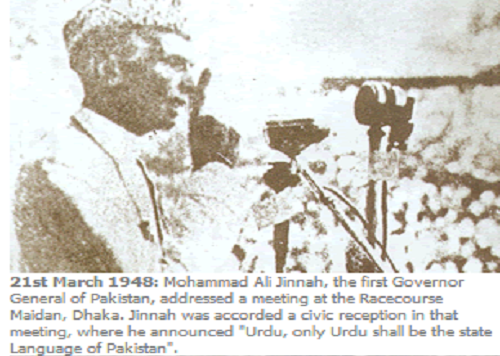 21st March 1948: Mohammad Ali Jinnah, the first Governor
General of Pakistan, addressed a meeting at the Racecourse
Maidan, Dhaka. Jinnah was accorded a civic reception in that
meeting, where he announced "Urdu, only Urdu shall be the state
Language of Pakistan".